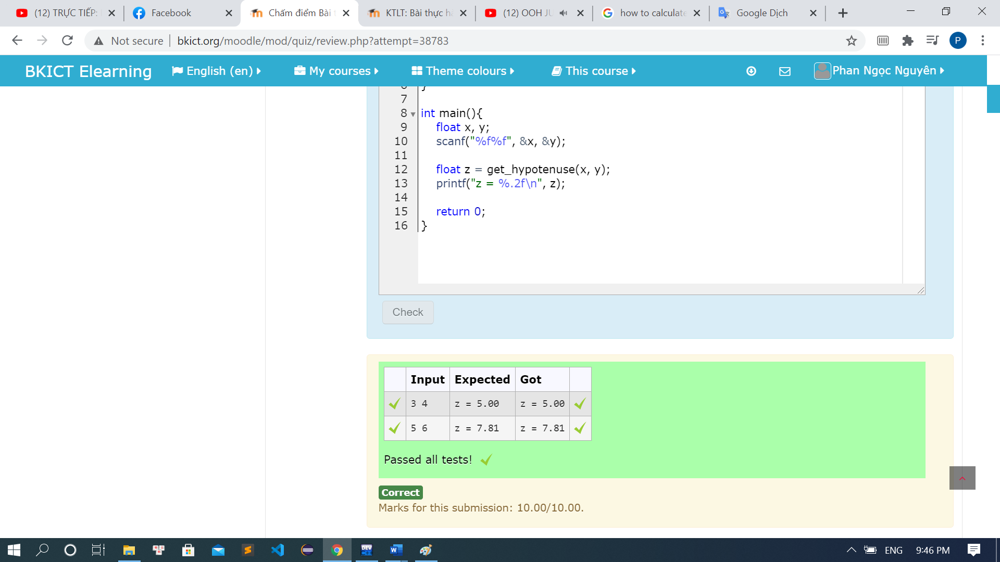 (12) TRỰC TIẾP:
Facebook
Chấm điểm Bài t
KTLT: Bài thực hà
(12) OOH JU
how to calculate
Google Dịch
Not secure
bkict.org/moodle/mod/quiz/review.php?attempt=38783
P
BKICT Elearning
English (en)
My courses
Theme colours
This course
Phan Ngọc Nguyên
6 }
7
8 int main(){
9 float x, y;
10 scanf("%f%f", &x, &y);
11
12 float z = get_hypotenuse(x, y);
13 printf("z = %.2f\n", z);
14
15 return 0;
16 }
Check
Input Expected Got
3 4 z = 5.00 z = 5.00
5 6 z = 7.81 z = 7.81
Passed all tests!
Correct
Marks for this submission: 10.00/10.00.
DEV
W
ENG
9:46 PM